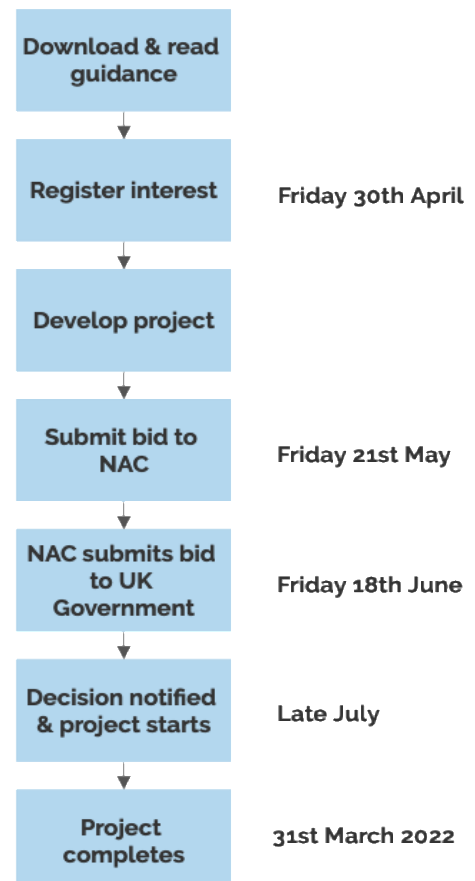 Download & read
guidance
Register interest
Friday 30th April
Develop project
Submit bid to
NAC
Friday 21st May
NAC submits bid
to UK
Government
Friday 18th June
Decision notified
& project starts
Late July
Project
completes
31st March 2022